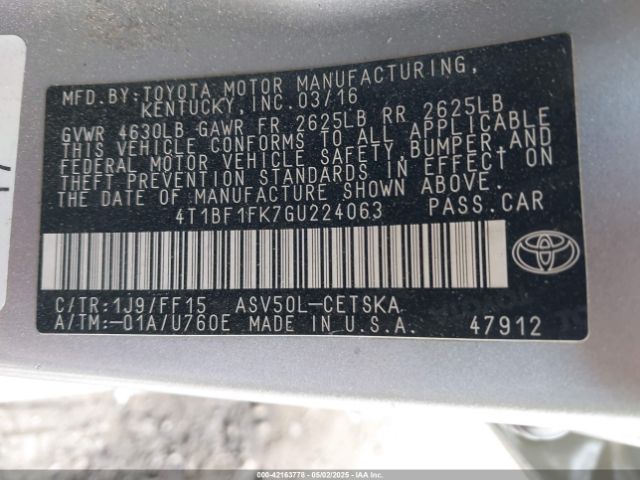 MFD.BY:TOYOTA MOTOR MANUFACTURING,
KENTUCKY, INC. 03/16
GVWR 4630LB GAWR FR 2625LB RR 2625LB
THIS VEHICLE CONFORMS TO ALL APPLICABLE
FEDERAL MOTOR VEHICLE SAFETY,BUMPER,AND
THEFT PREVENTION STANDARDS IN EFFECT ON
THE DATE OF MANUFACTURE SHOWN ABOVE.
4T1BF1FK7GU224063 PASS.CAR
C/TR:1J9/FF15 ASV50L-CETSKA
A/TM:-01A/U760E MADE IN U.S.A. 47912
000-42163778 - 05/02/2025 - IAAI.COM